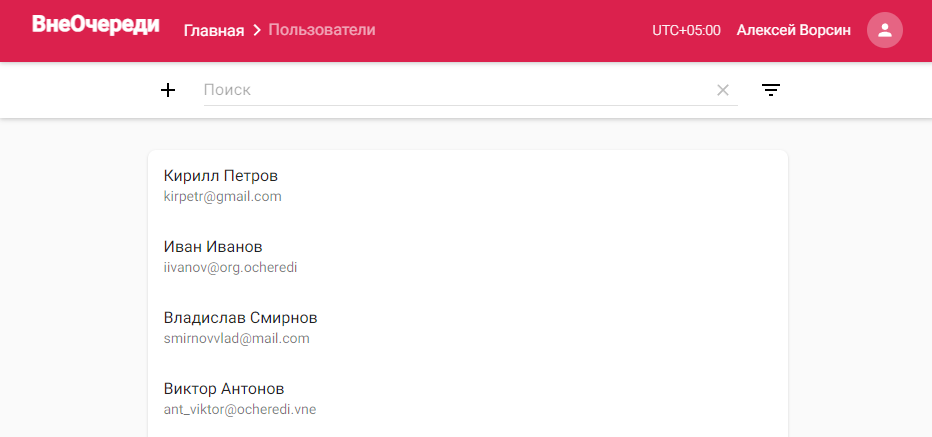 ВнеОчереди
Главная Пользователи
UTC+05:00 Алексей Ворсин
Поиск
Кирилл Петров
kirpetr@gmail.com
Иван Иванов
iivanov@org.ocheredi
Владислав Смирнов
smirnovvlad@mail.com
Виктор Антонов
ant_viktor@ocheredi.vne